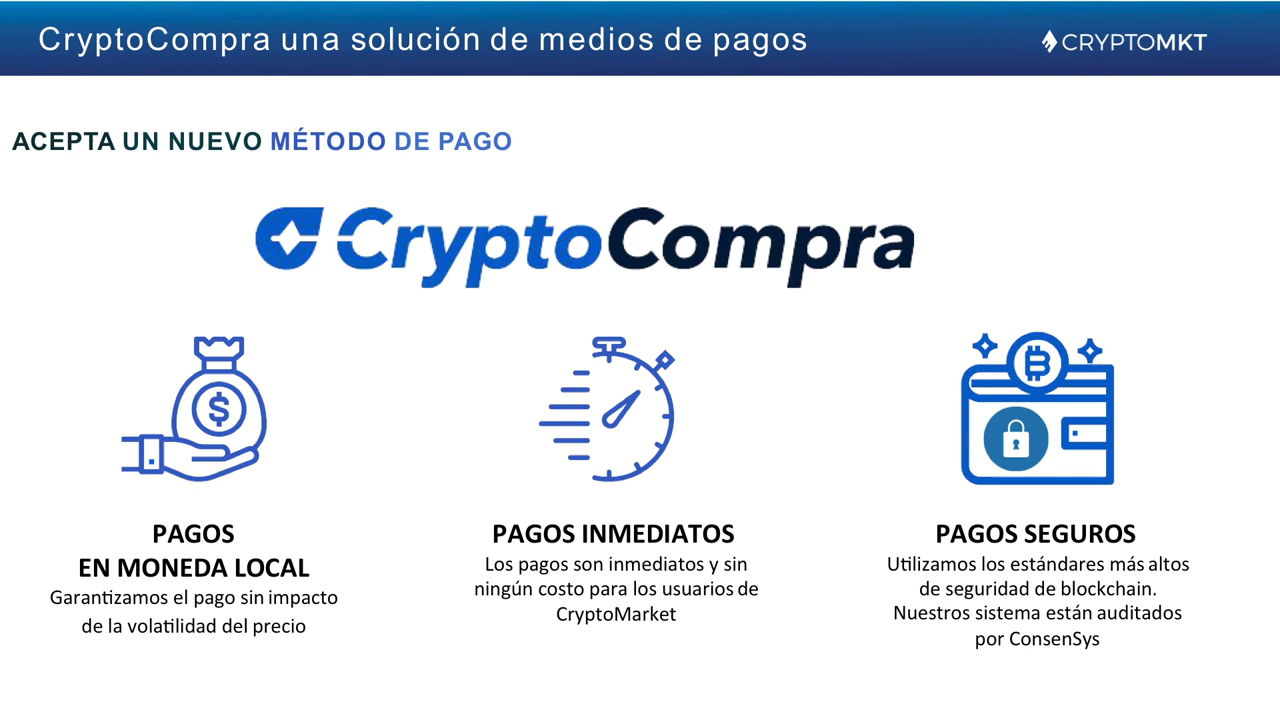 CryptoCompra una solución de medios de pagos
CRYPTOMKT
ACEPTA UN NUEVO MÉTODO DE PAGO
CryptoCompra
$
B
PAGOS
EN MONEDA LOCAL
Garantizamos el pago sin impacto
de la volatilidad del precio
PAGOS INMEDIATOS
Los pagos son inmediatos y sin
ningún costo para los usuarios de
CryptoMarket
PAGOS SEGUROS
Utilizamos los estándares más altos
de seguridad de blockchain.
Nuestros sistema están auditados
por ConsenSys